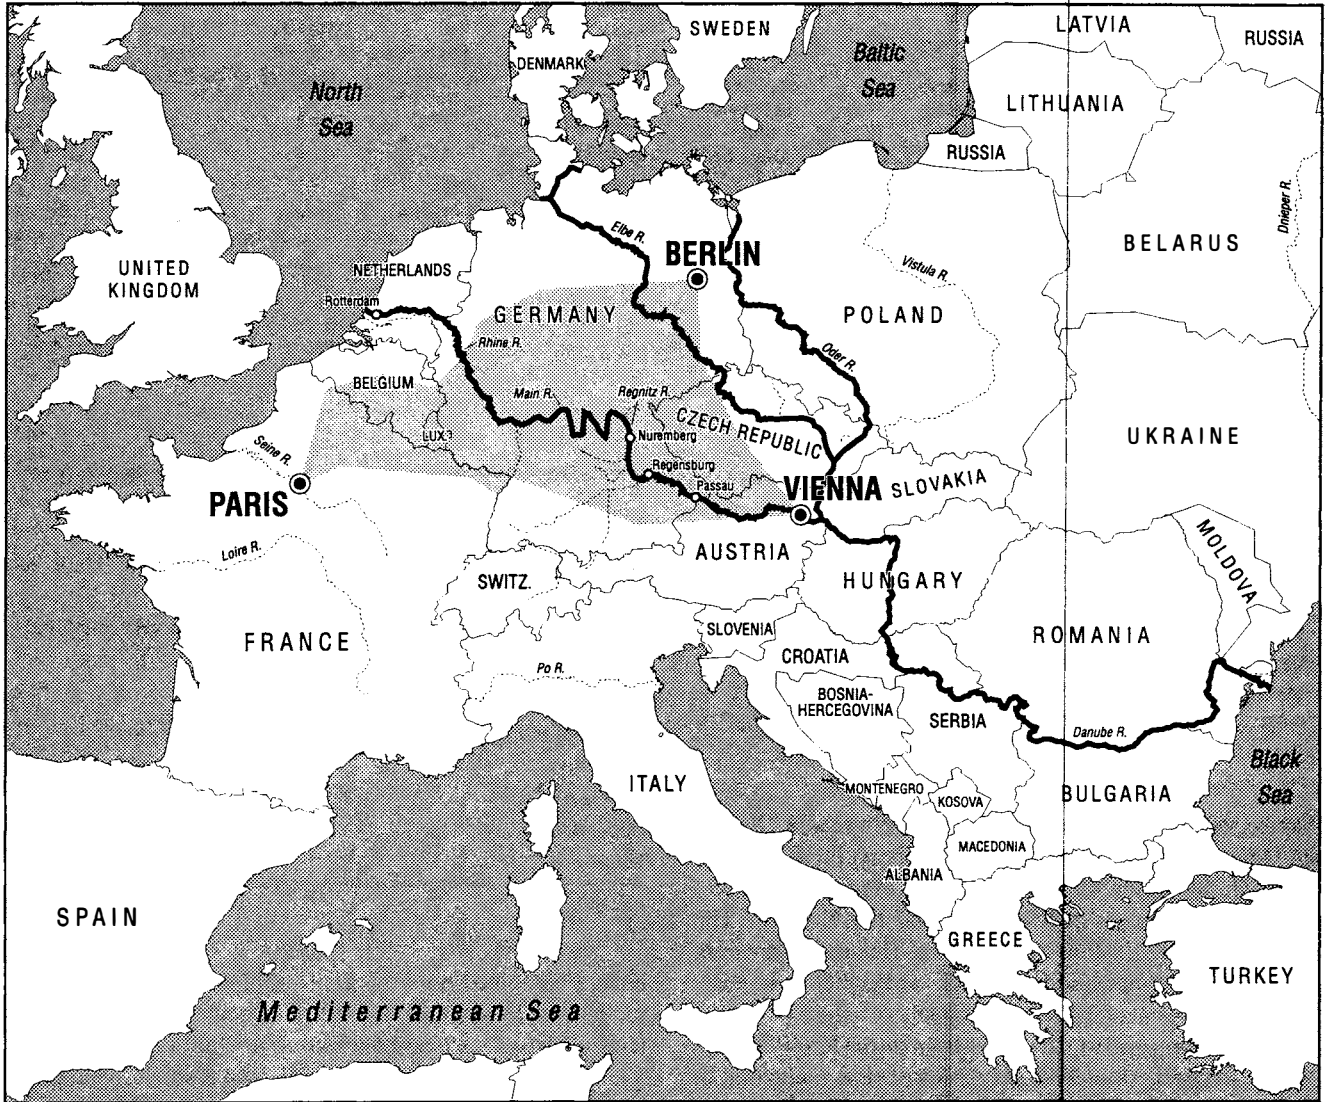 SWEDEN
LATVIA
RUSSIA
North
Sea
DENMARK
Baltic
Sea
LITHUANIA
RUSSIA
Dnieper R.
UNITED
KINGDOM
Elbe R.
BERLIN
BELARUS
NETHERLANDS
Vistula R.
Rotterdam
GERMANY
POLAND
Rhine R.
Oder R.
BELGIUM
Main R.
Regnitz R.
LUX.
CZECH REPUBLIC
Nuremberg
UKRAINE
Seine R.
Regensburg
Passau
PARIS
VIENNA
SLOVAKIA
Loire R.
AUSTRIA
MOLDOVA
SWITZ.
HUNGARY
FRANCE
SLOVENIA
ROMANIA
CROATIA
Po R.
BOSNIA-
HERCEGOVINA
SERBIA
Danube R.
Black
Sea
ITALY
MONTENEGRO
KOSOVA
BULGARIA
MACEDONIA
ALBANIA
SPAIN
GREECE
TURKEY
Mediterranean Sea